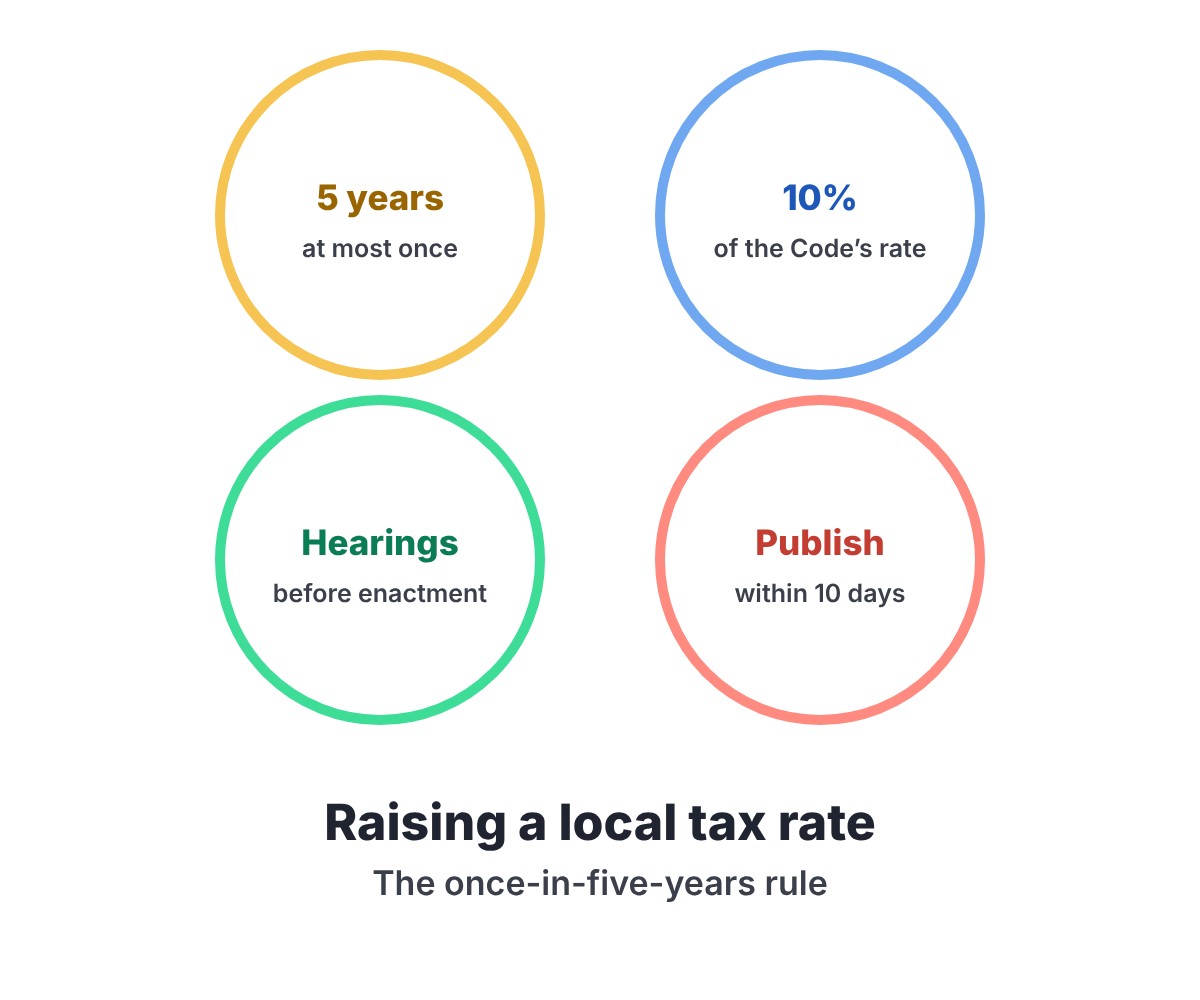 5 years
at most once
10%
of the Code’s rate
Hearings
before enactment
Publish
within 10 days
Raising a local tax rate
The once-in-five-years rule